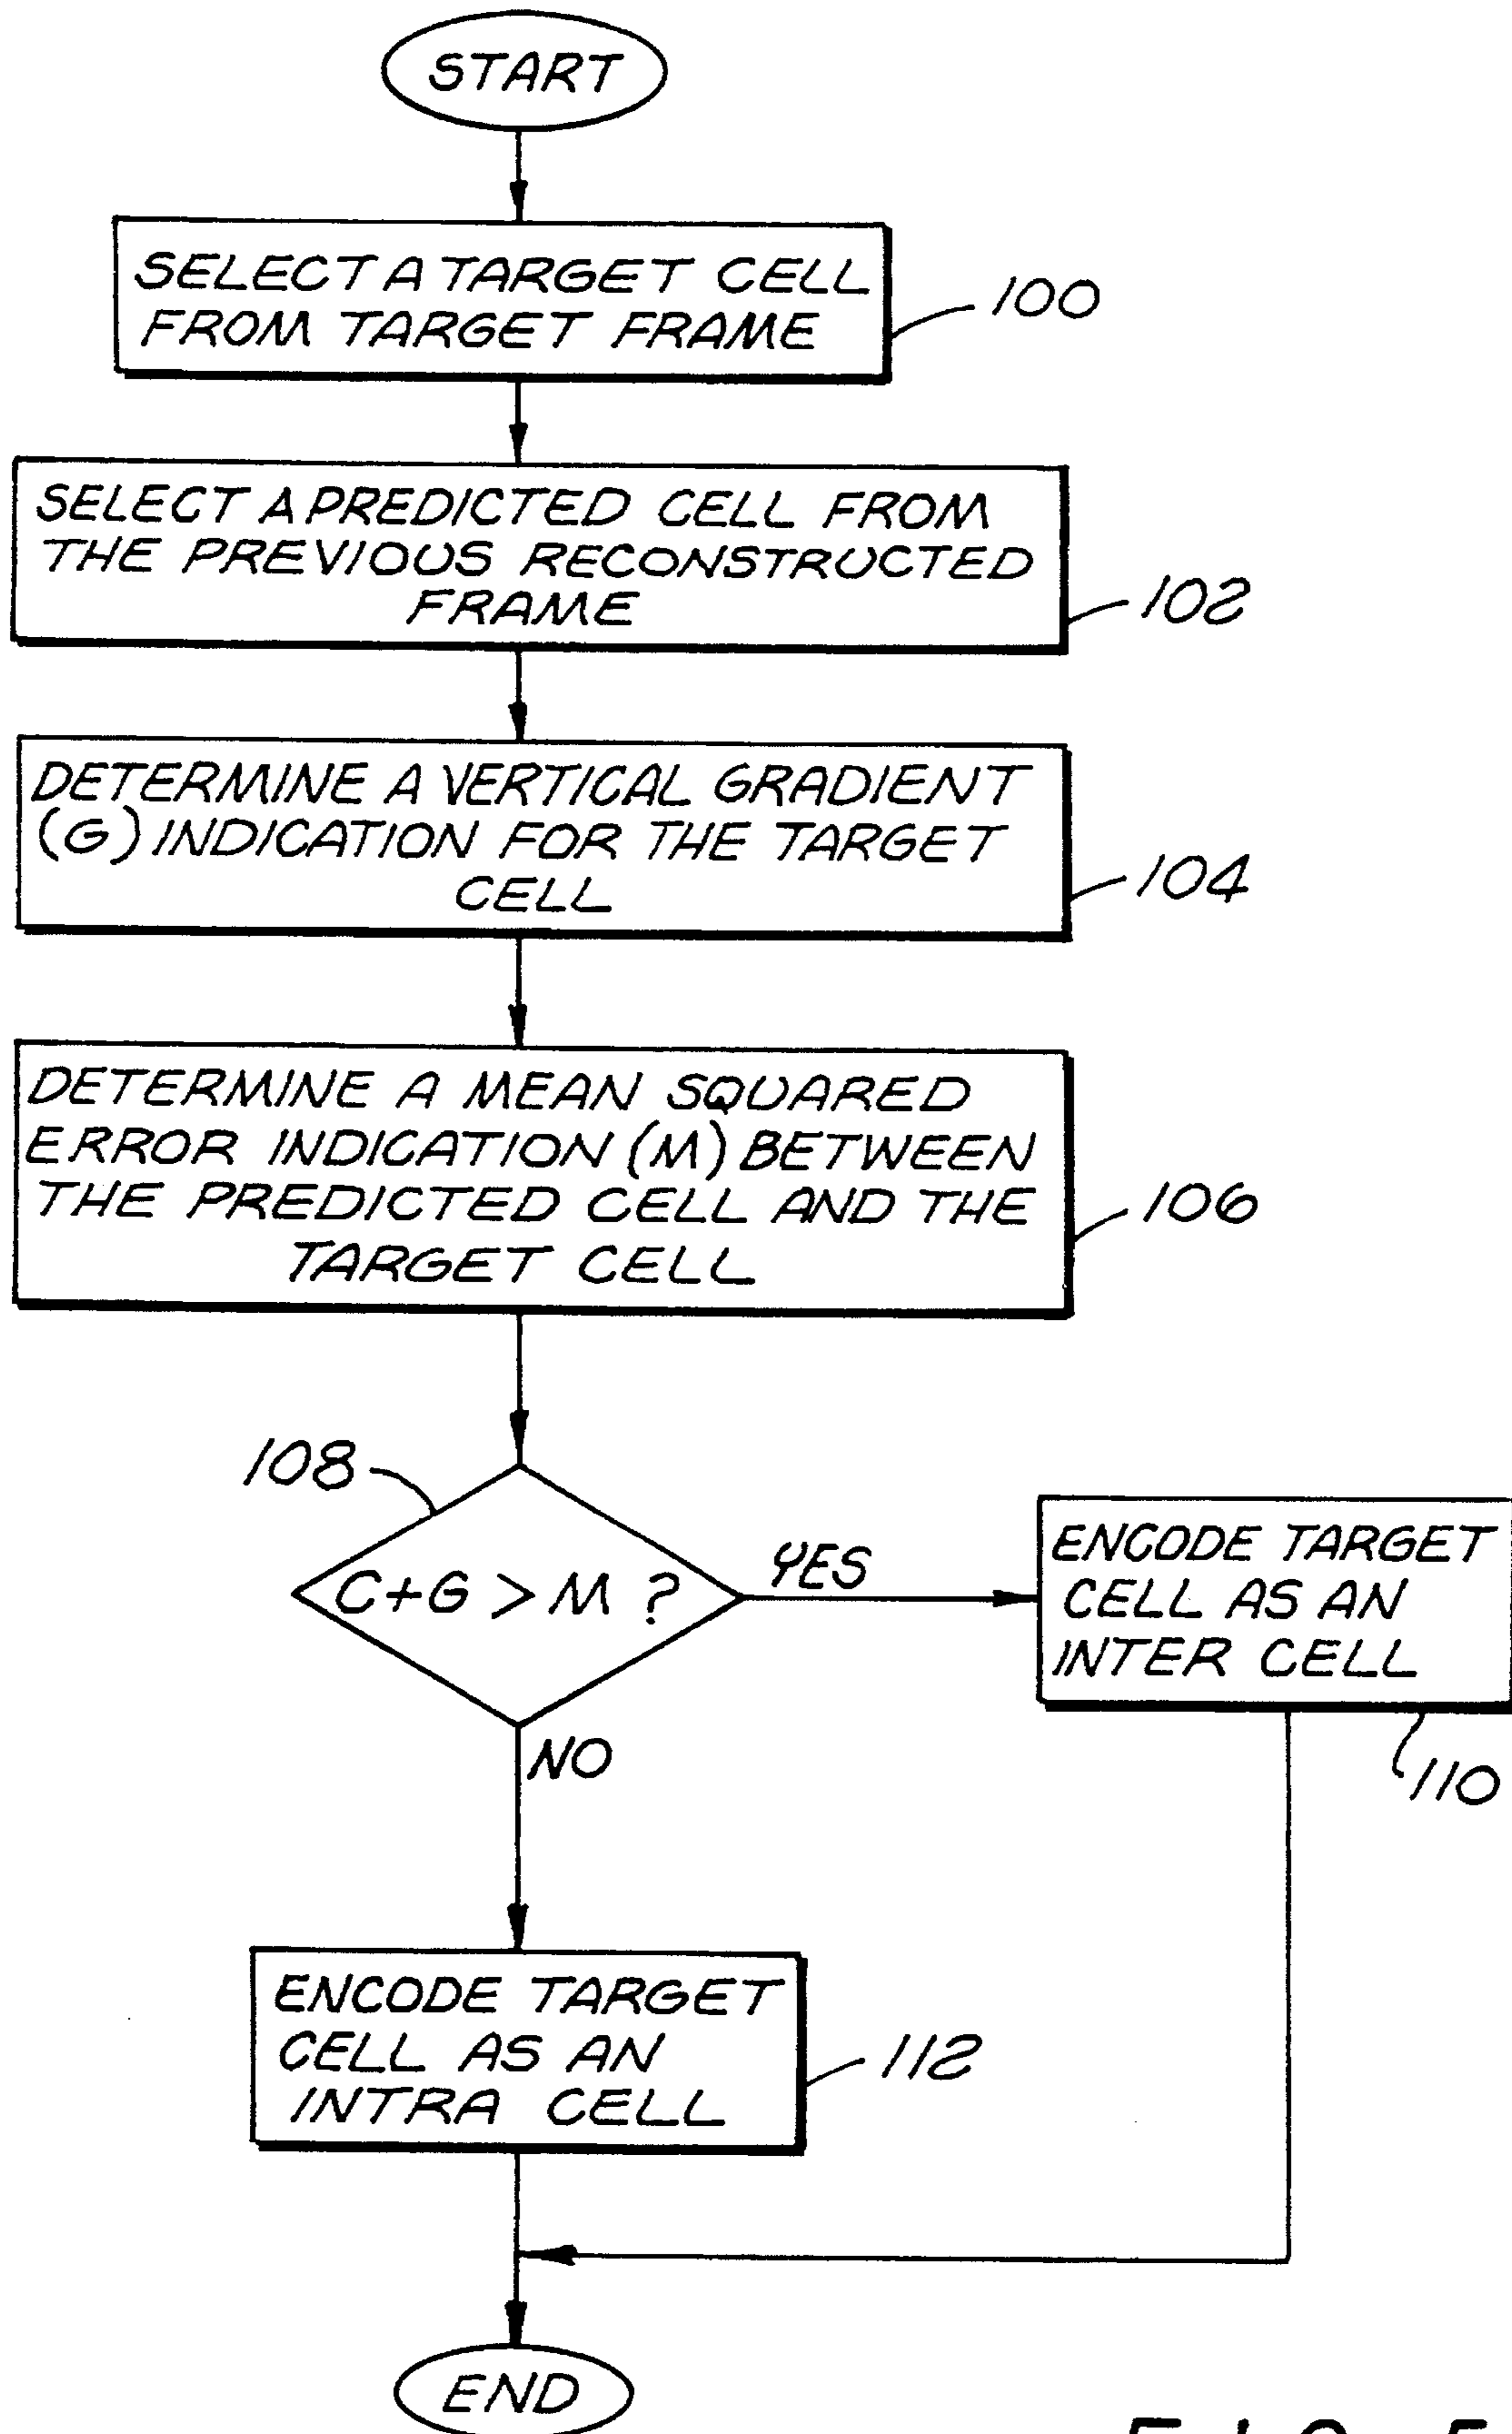 START
SELECT A TARGET CELL
FROM TARGET FRAME
100
SELECT A PREDICTED CELL FROM
THE PREVIOUS RECONSTRUCTED
FRAME
102
DETERMINE A VERTICAL GRADIENT
(G) INDICATION FOR THE TARGET
CELL
104
DETERMINE A MEAN SQUARED
ERROR INDICATION (M) BETWEEN
THE PREDICTED CELL AND THE
TARGET CELL
106
108
C+G > M ?
YES
ENCODE TARGET
CELL AS AN
INTER CELL
110
NO
ENCODE TARGET
CELL AS AN
INTRA CELL
112
END